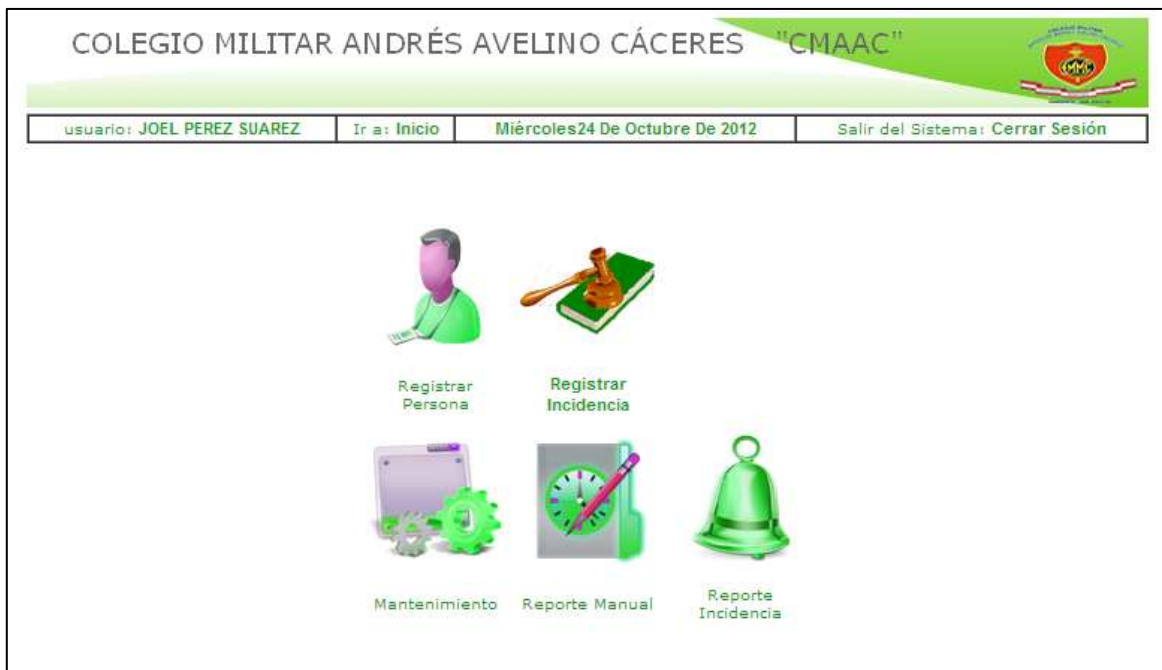 COLEGIO MILITAR ANDRÉS AVELINO CÁCERES "CMAAC"
usuario: JOEL PEREZ SUAREZ
Ir a: Inicio
Miércoles24 De Octubre De 2012
Salir del Sistema: Cerrar Sesión
Registrar
Persona
Registrar
Incidencia
Mantenimiento
Reporte Manual
Reporte
Incidencia